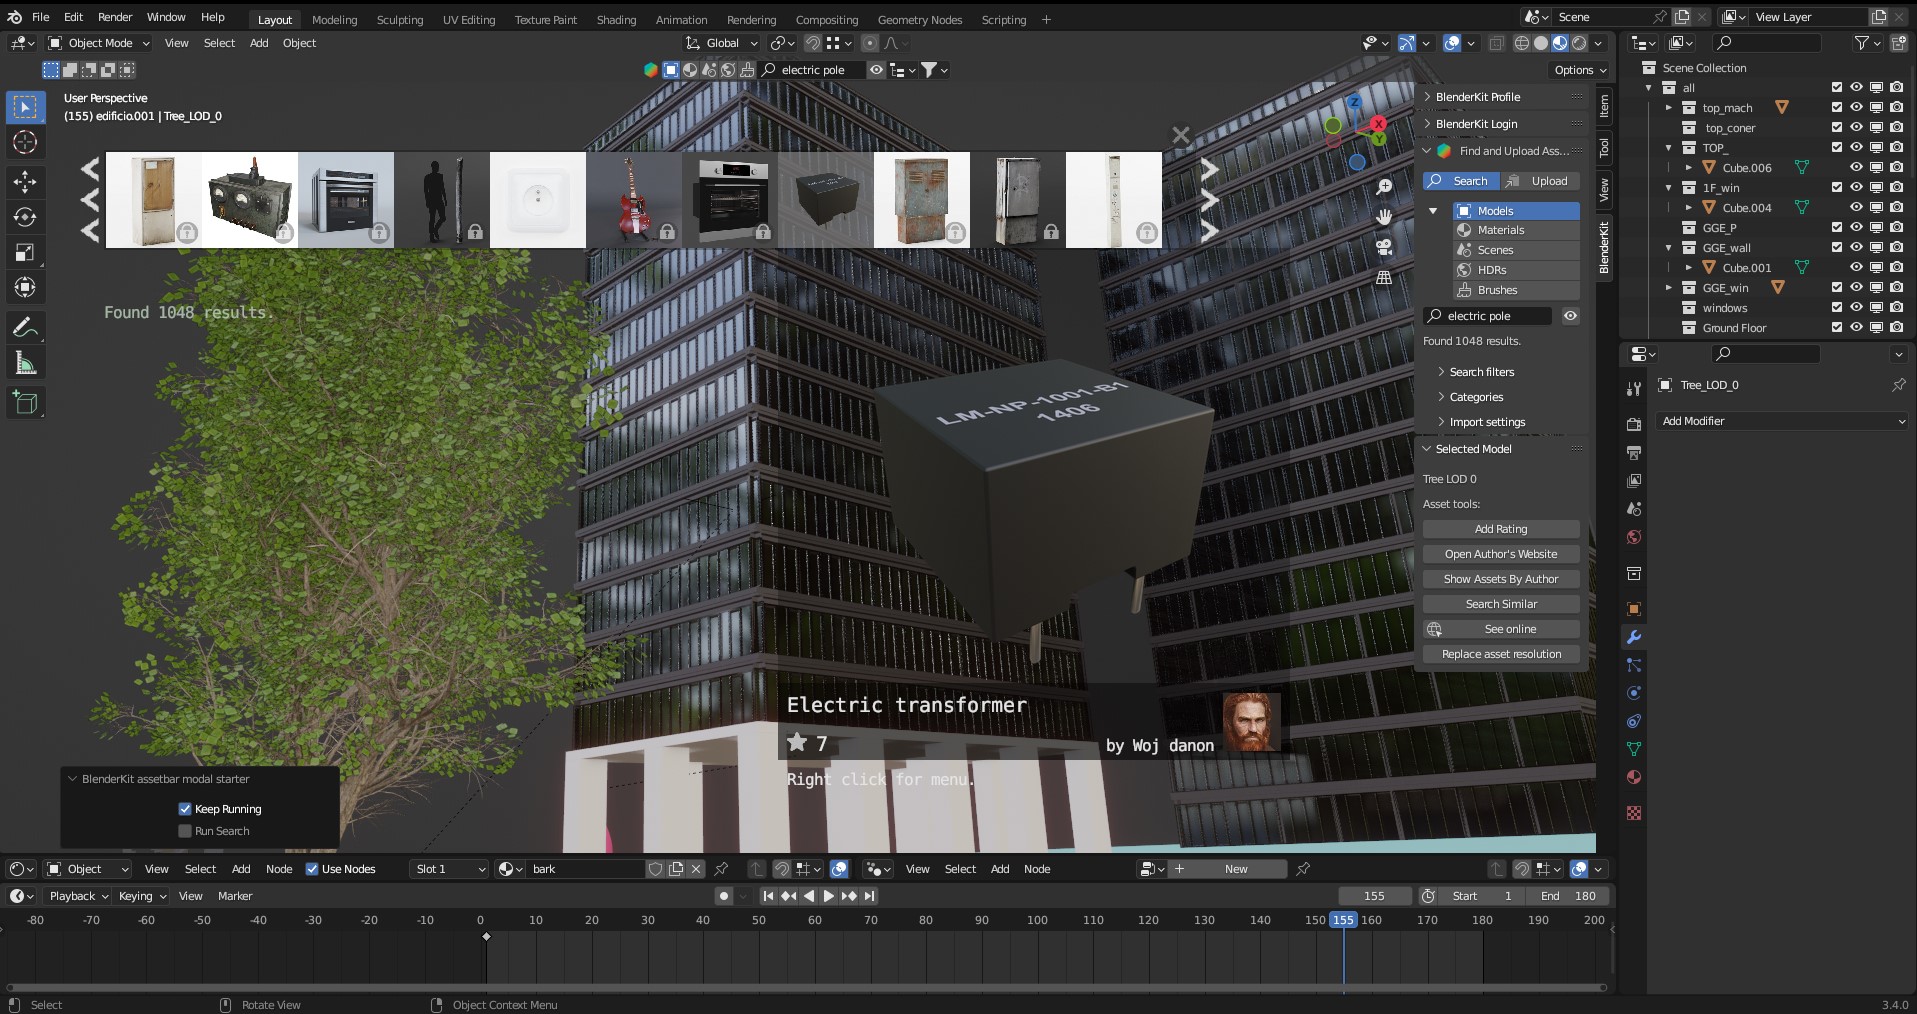 File Edit Render Window Help Layout Modeling Sculpting UV Editing Texture Paint Shading Animation Rendering Compositing Geometry Nodes Scripting + Scene View Layer
Object Mode View Select Add Object Global
electric pole Options
User Perspective
(155) edificio.001 | Tree_LOD_0
Found 1048 results.
LM-NP-1001-B1
1406
Electric transformer
7 by Woj danon
Right click for menu.
BlenderKit assetbar modal starter
Keep Running
Run Search
BlenderKit Profile
BlenderKit Login
Find and Upload Ass...
Search Upload
Models
Materials
Scenes
HDRs
Brushes
electric pole
Found 1048 results.
Search filters
Categories
Import settings
Selected Model
Tree LOD 0
Asset tools:
Add Rating
Open Author's Website
Show Assets By Author
Search Similar
See online
Replace asset resolution
Item
Tool
View
BlenderKit
Z
X
Y
Scene Collection
all
top_mach
top_coner
TOP_
Cube.006
1F_win
Cube.004
GGE_P
GGE_wall
Cube.001
GGE_win
windows
Ground Floor
Tree_LOD_0
Add Modifier
Object View Select Add Node Use Nodes Slot 1 bark View Select Add Node + New
Playback Keying View Marker 155 Start 1 End 180
-80 -70 -60 -50 -40 -30 -20 -10 0 10 20 30 40 50 60 70 80 90 100 110 120 130 140 150 155 160 170 180 190 200
Select Rotate View Object Context Menu 3.4.0